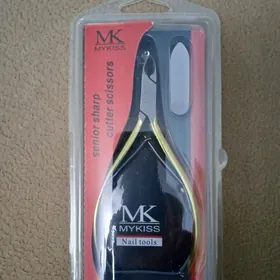 MK
MYKISS
senior sharp
cutter scissors
MK
MYKISS
Nail tools